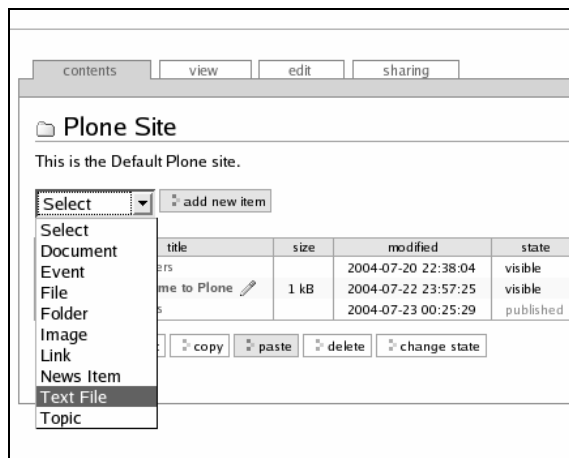 contents view edit sharing
Plone Site
This is the Default Plone site.
Select add new item
Select
Document
Event
File
Folder
Image
Link
News Item
Text File
Topic
title size modified state
ers 2004-07-20 22:38:04 visible
me to Plone 1 kB 2004-07-22 23:57:25 visible
s 2004-07-23 00:25:29 published
copy paste delete change state